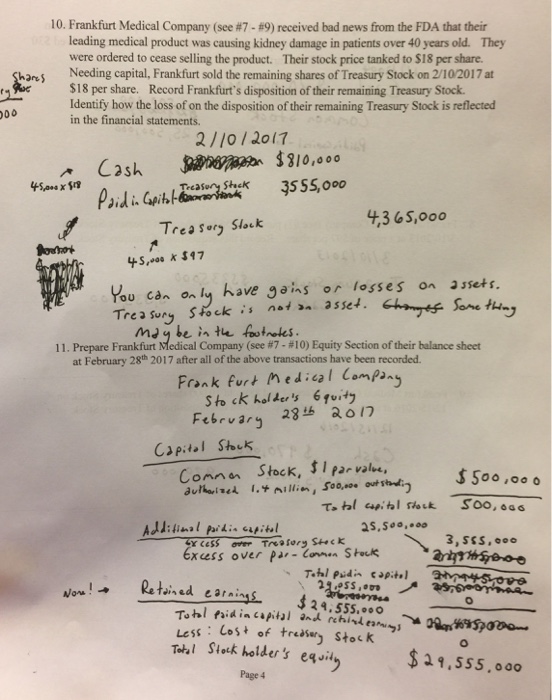 10. Frankfurt Medical Company (see #7 - #9) received bad news from the FDA that their
leading medical product was causing kidney damage in patients over 40 years old. They
were ordered to cease selling the product. Their stock price tanked to $18 per share.
Needing capital, Frankfurt sold the remaining shares of Treasury Stock on 2/10/2017 at
$18 per share. Record Frankfurt's disposition of their remaining Treasury Stock.
Identify how the loss of on the disposition of their remaining Treasury Stock is reflected
in the financial statements.
Shares
000
2/10/2017
Cash $810,000
45,000 x $18
Paid in Capital Treasury Stock 3555,000
Treasury Stock 4,365,000
45,000 x $97
You can only have gains or losses on assets.
Treasury Stock is not an asset. Changes Something
May be in the footnotes.
11. Prepare Frankfurt Medical Company (see #7 - #10) Equity Section of their balance sheet
at February 28th 2017 after all of the above transactions have been recorded.
Frankfurt Medical Company
Stockholder's Equity
February 28th 2017
Capital Stock
Common Stock, $1 par value,
authorized 1.4 million, 500,000 outstanding $500,000
Total capital stock 500,000
Additional paid in capital 25,500,000
Excess over Treasory Stock 3,555,000
Excess over par - Common Stock
Total paid in capital
29,055,000
None! → Retained earnings 0
$29,555,000
Total paid in capital and retained earnings
Less: Cost of treasury Stock 0
Total Stockholder's equity $29,555,000
Page 4